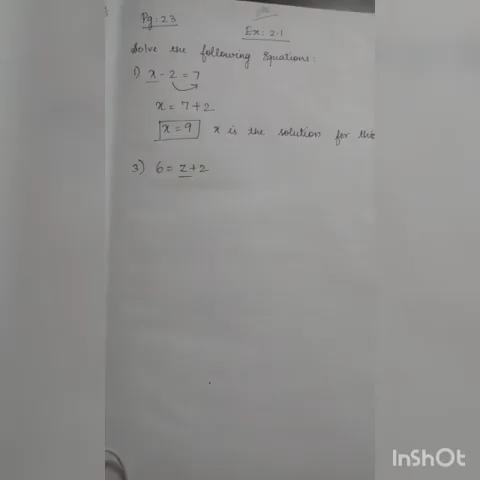 Pg: 23
Ex: 2.1
Solve the following Equations:
1) x - 2 = 7
x = 7 + 2
x = 9 x is the solution for the
3) 6 = z + 2
InShOt